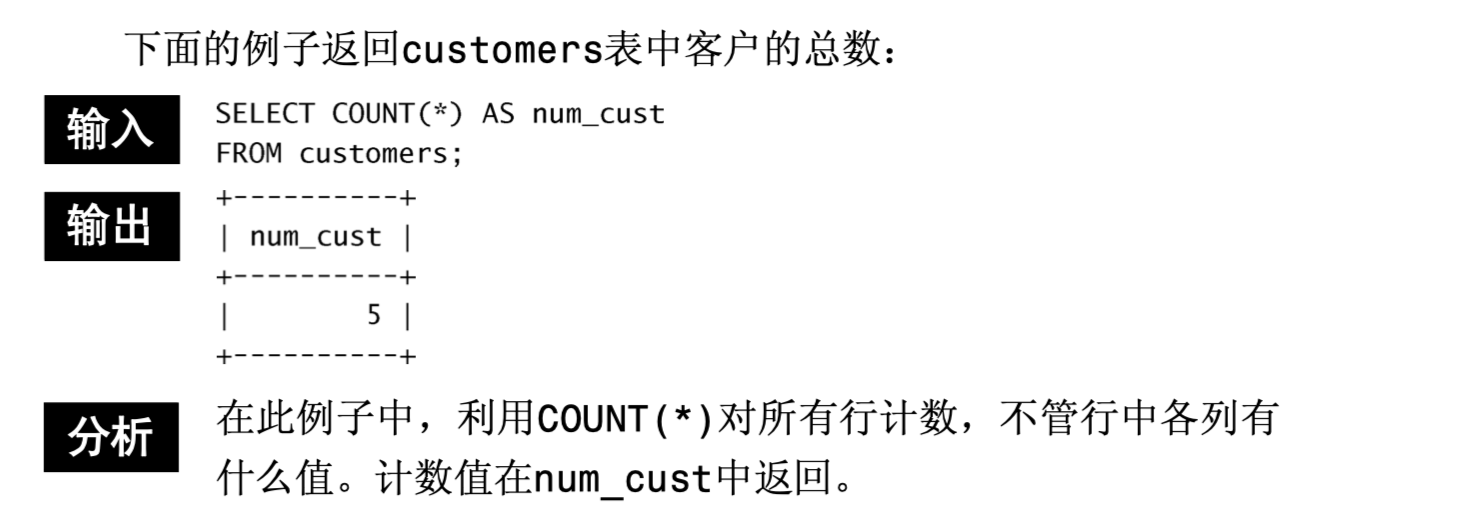 下面的例子返回customers表中客户的总数：
输入
SELECT COUNT(*) AS num_cust
FROM customers;
输出
+----------+
| num_cust |
+----------+
|        5 |
+----------+
分析
在此例子中，利用COUNT(*)对所有行计数，不管行中各列有
什么值。计数值在num_cust中返回。